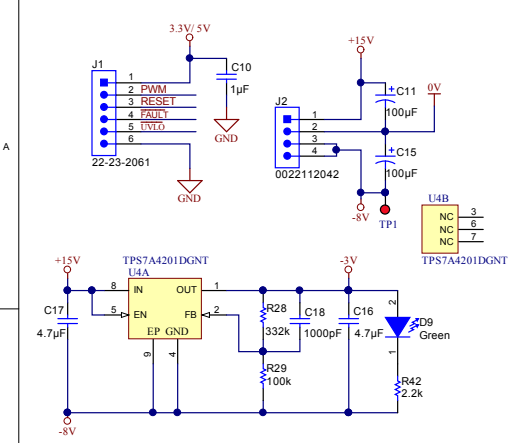 3.3V/ 5V
J1
C10
1µF
1
2 PWM
3 RESET
4 FAULT
5 UVLO
6
22-23-2061
GND
GND
+15V
J2
C11
100µF
0V
1
2
3
4
C15
100µF
0022112042
-8V
TP1
A
U4B
NC 3
NC 6
NC 7
TPS7A4201DGNT
+15V
TPS7A4201DGNT
U4A
-3V
8 IN OUT 1
5 EN FB 2
EP GND
9 4
C17
4.7µF
R28
332k
C18
1000pF
C16
4.7µF
2
D9
Green
1
R29
100k
R42
2.2k
-8V